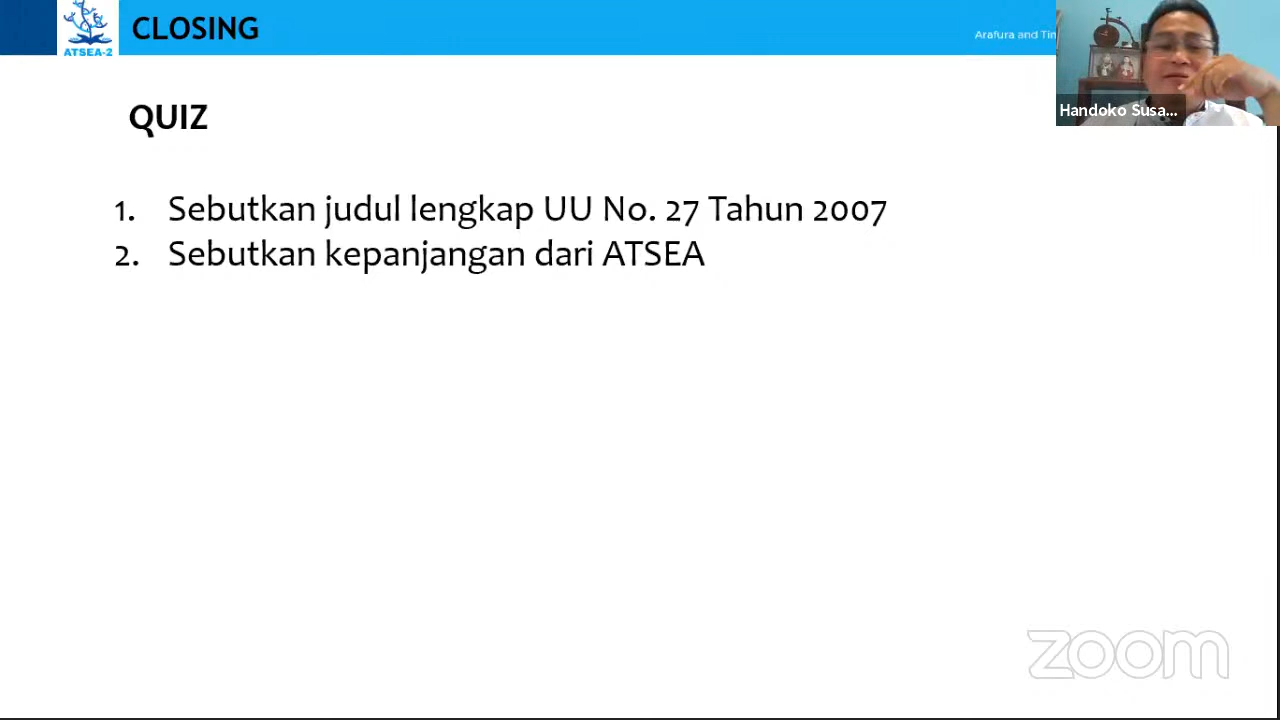 CLOSING
ATSEA-2
Arafura and Tim
Handoko Susa...
QUIZ
1. Sebutkan judul lengkap UU No. 27 Tahun 2007
2. Sebutkan kepanjangan dari ATSEA
zoom